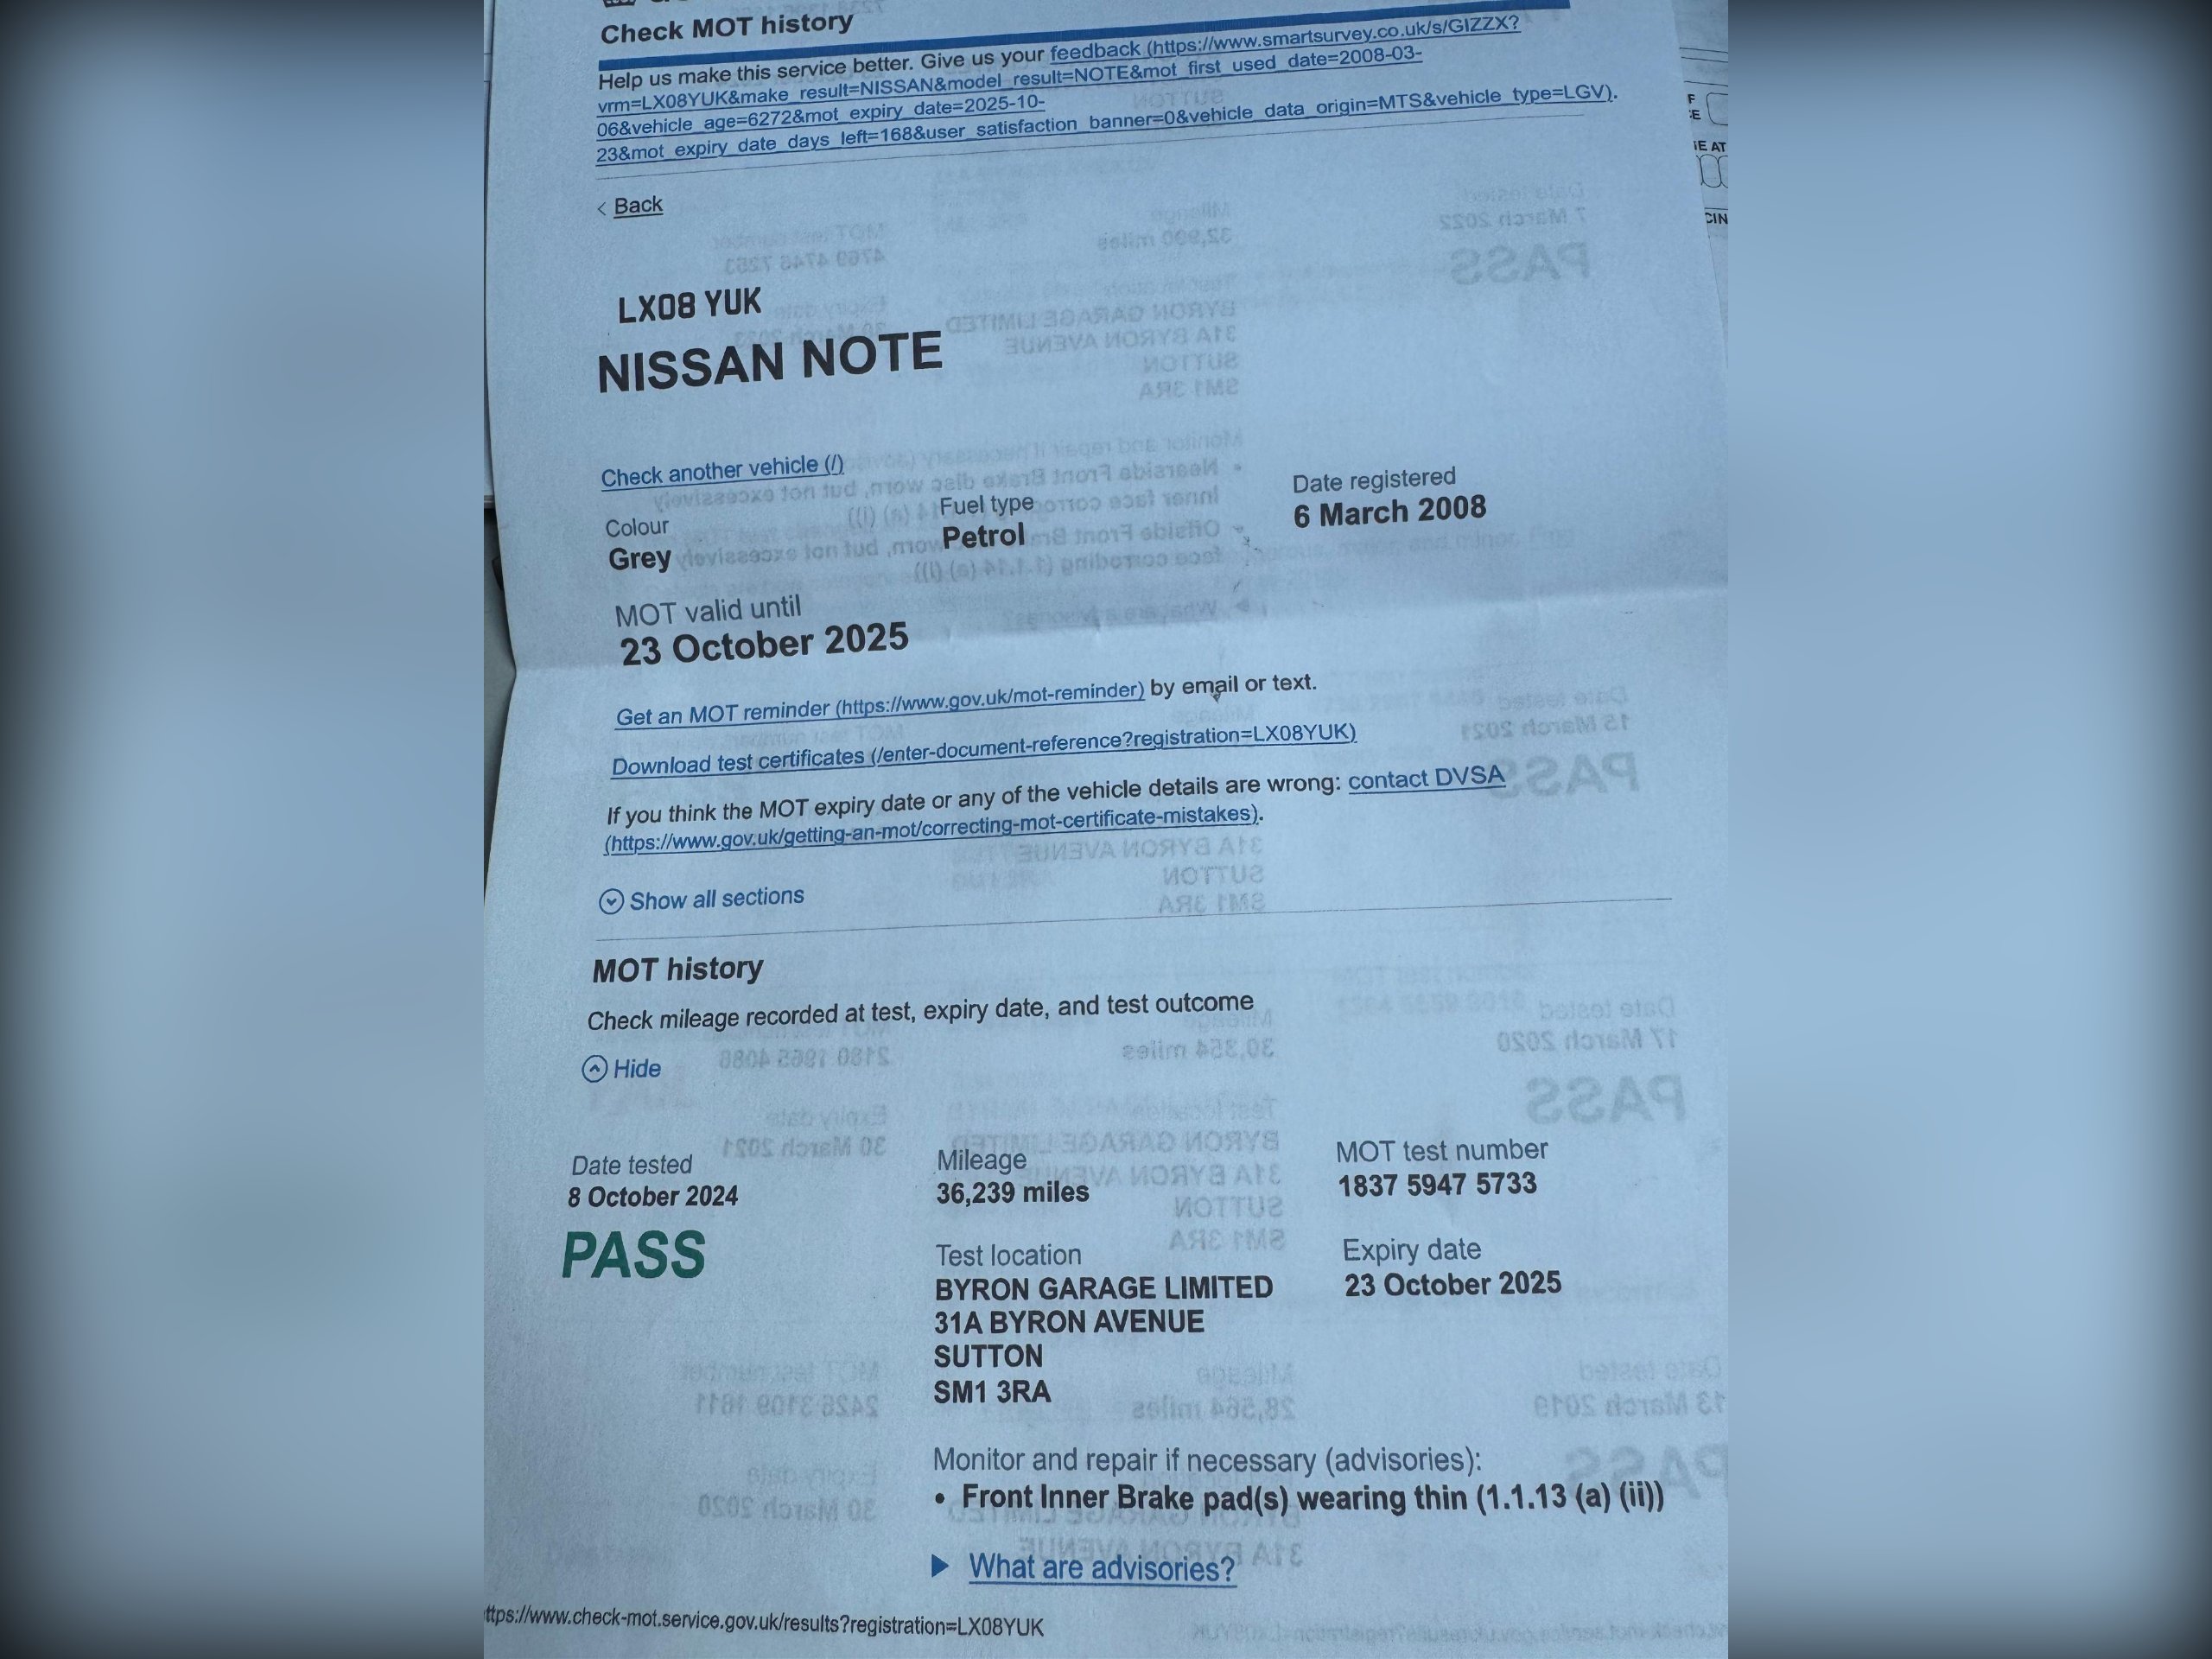 Check MOT history
Help us make this service better. Give us your feedback (https://www.smartsurvey.co.uk/s/GIZZX?
vrm=LX08YUK&make_result=NISSAN&model_result=NOTE&mot_first_used_date=2008-03-
06&vehicle_age=6272&mot_expiry_date=2025-10-
23&mot_expiry_date_days_left=168&user_satisfaction_banner=0&vehicle_data_origin=MTS&vehicle_type=LGV).
< Back
LX08 YUK
NISSAN NOTE
Check another vehicle (/)
Colour Fuel type Date registered
Grey Petrol 6 March 2008
MOT valid until
23 October 2025
Get an MOT reminder (https://www.gov.uk/mot-reminder) by email or text.
Download test certificates (/enter-document-reference?registration=LX08YUK)
If you think the MOT expiry date or any of the vehicle details are wrong: contact DVSA
(https://www.gov.uk/getting-an-mot/correcting-mot-certificate-mistakes).
Show all sections
MOT history
Check mileage recorded at test, expiry date, and test outcome
Hide
Date tested Mileage MOT test number
8 October 2024 36,239 miles 1837 5947 5733
PASS
Test location Expiry date
BYRON GARAGE LIMITED 23 October 2025
31A BYRON AVENUE
SUTTON
SM1 3RA
Monitor and repair if necessary (advisories):
• Front Inner Brake pad(s) wearing thin (1.1.13 (a) (ii))
What are advisories?
ttps://www.check-mot.service.gov.uk/results?registration=LX08YUK